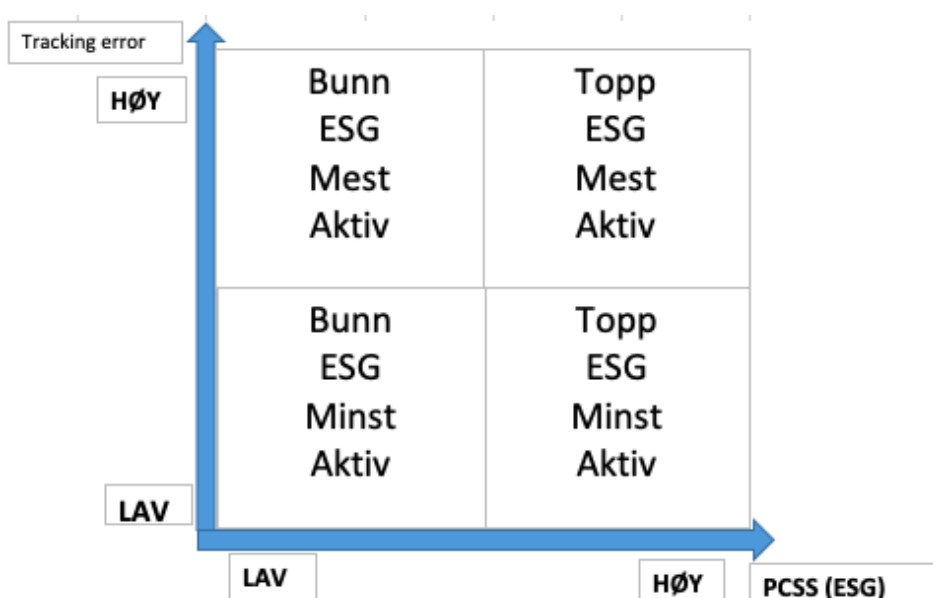 Tracking error
HØY
Bunn
ESG
Mest
Aktiv
Topp
ESG
Mest
Aktiv
Bunn
ESG
Minst
Aktiv
Topp
ESG
Minst
Aktiv
LAV
LAV
HØY
PCSS (ESG)